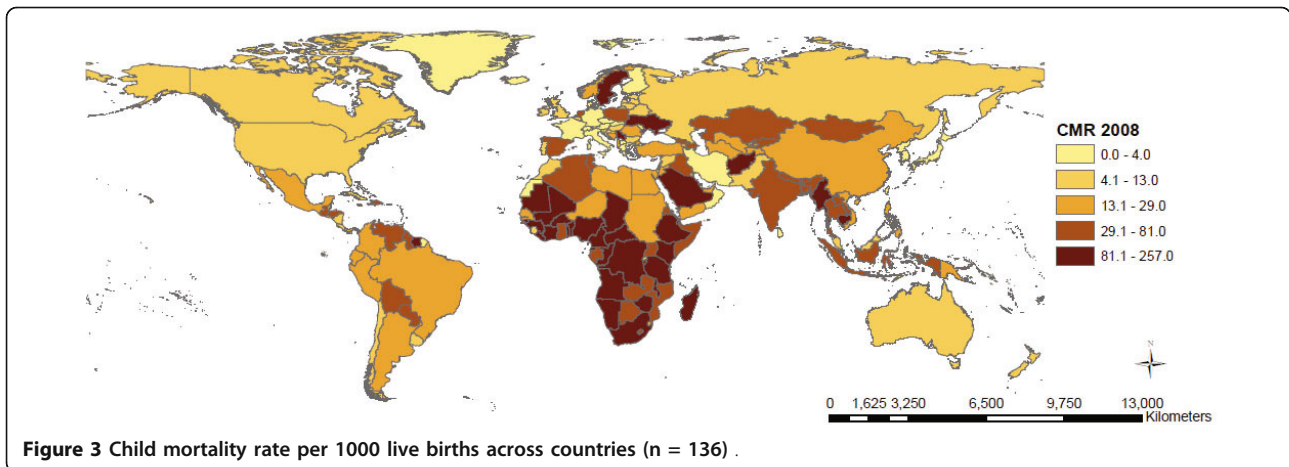 CMR 2008
0.0 - 4.0
4.1 - 13.0
13.1 - 29.0
29.1 - 81.0
81.1 - 257.0
N
0 1,625 3,250 6,500 9,750 13,000
Kilometers
Figure 3 Child mortality rate per 1000 live births across countries (n = 136) .